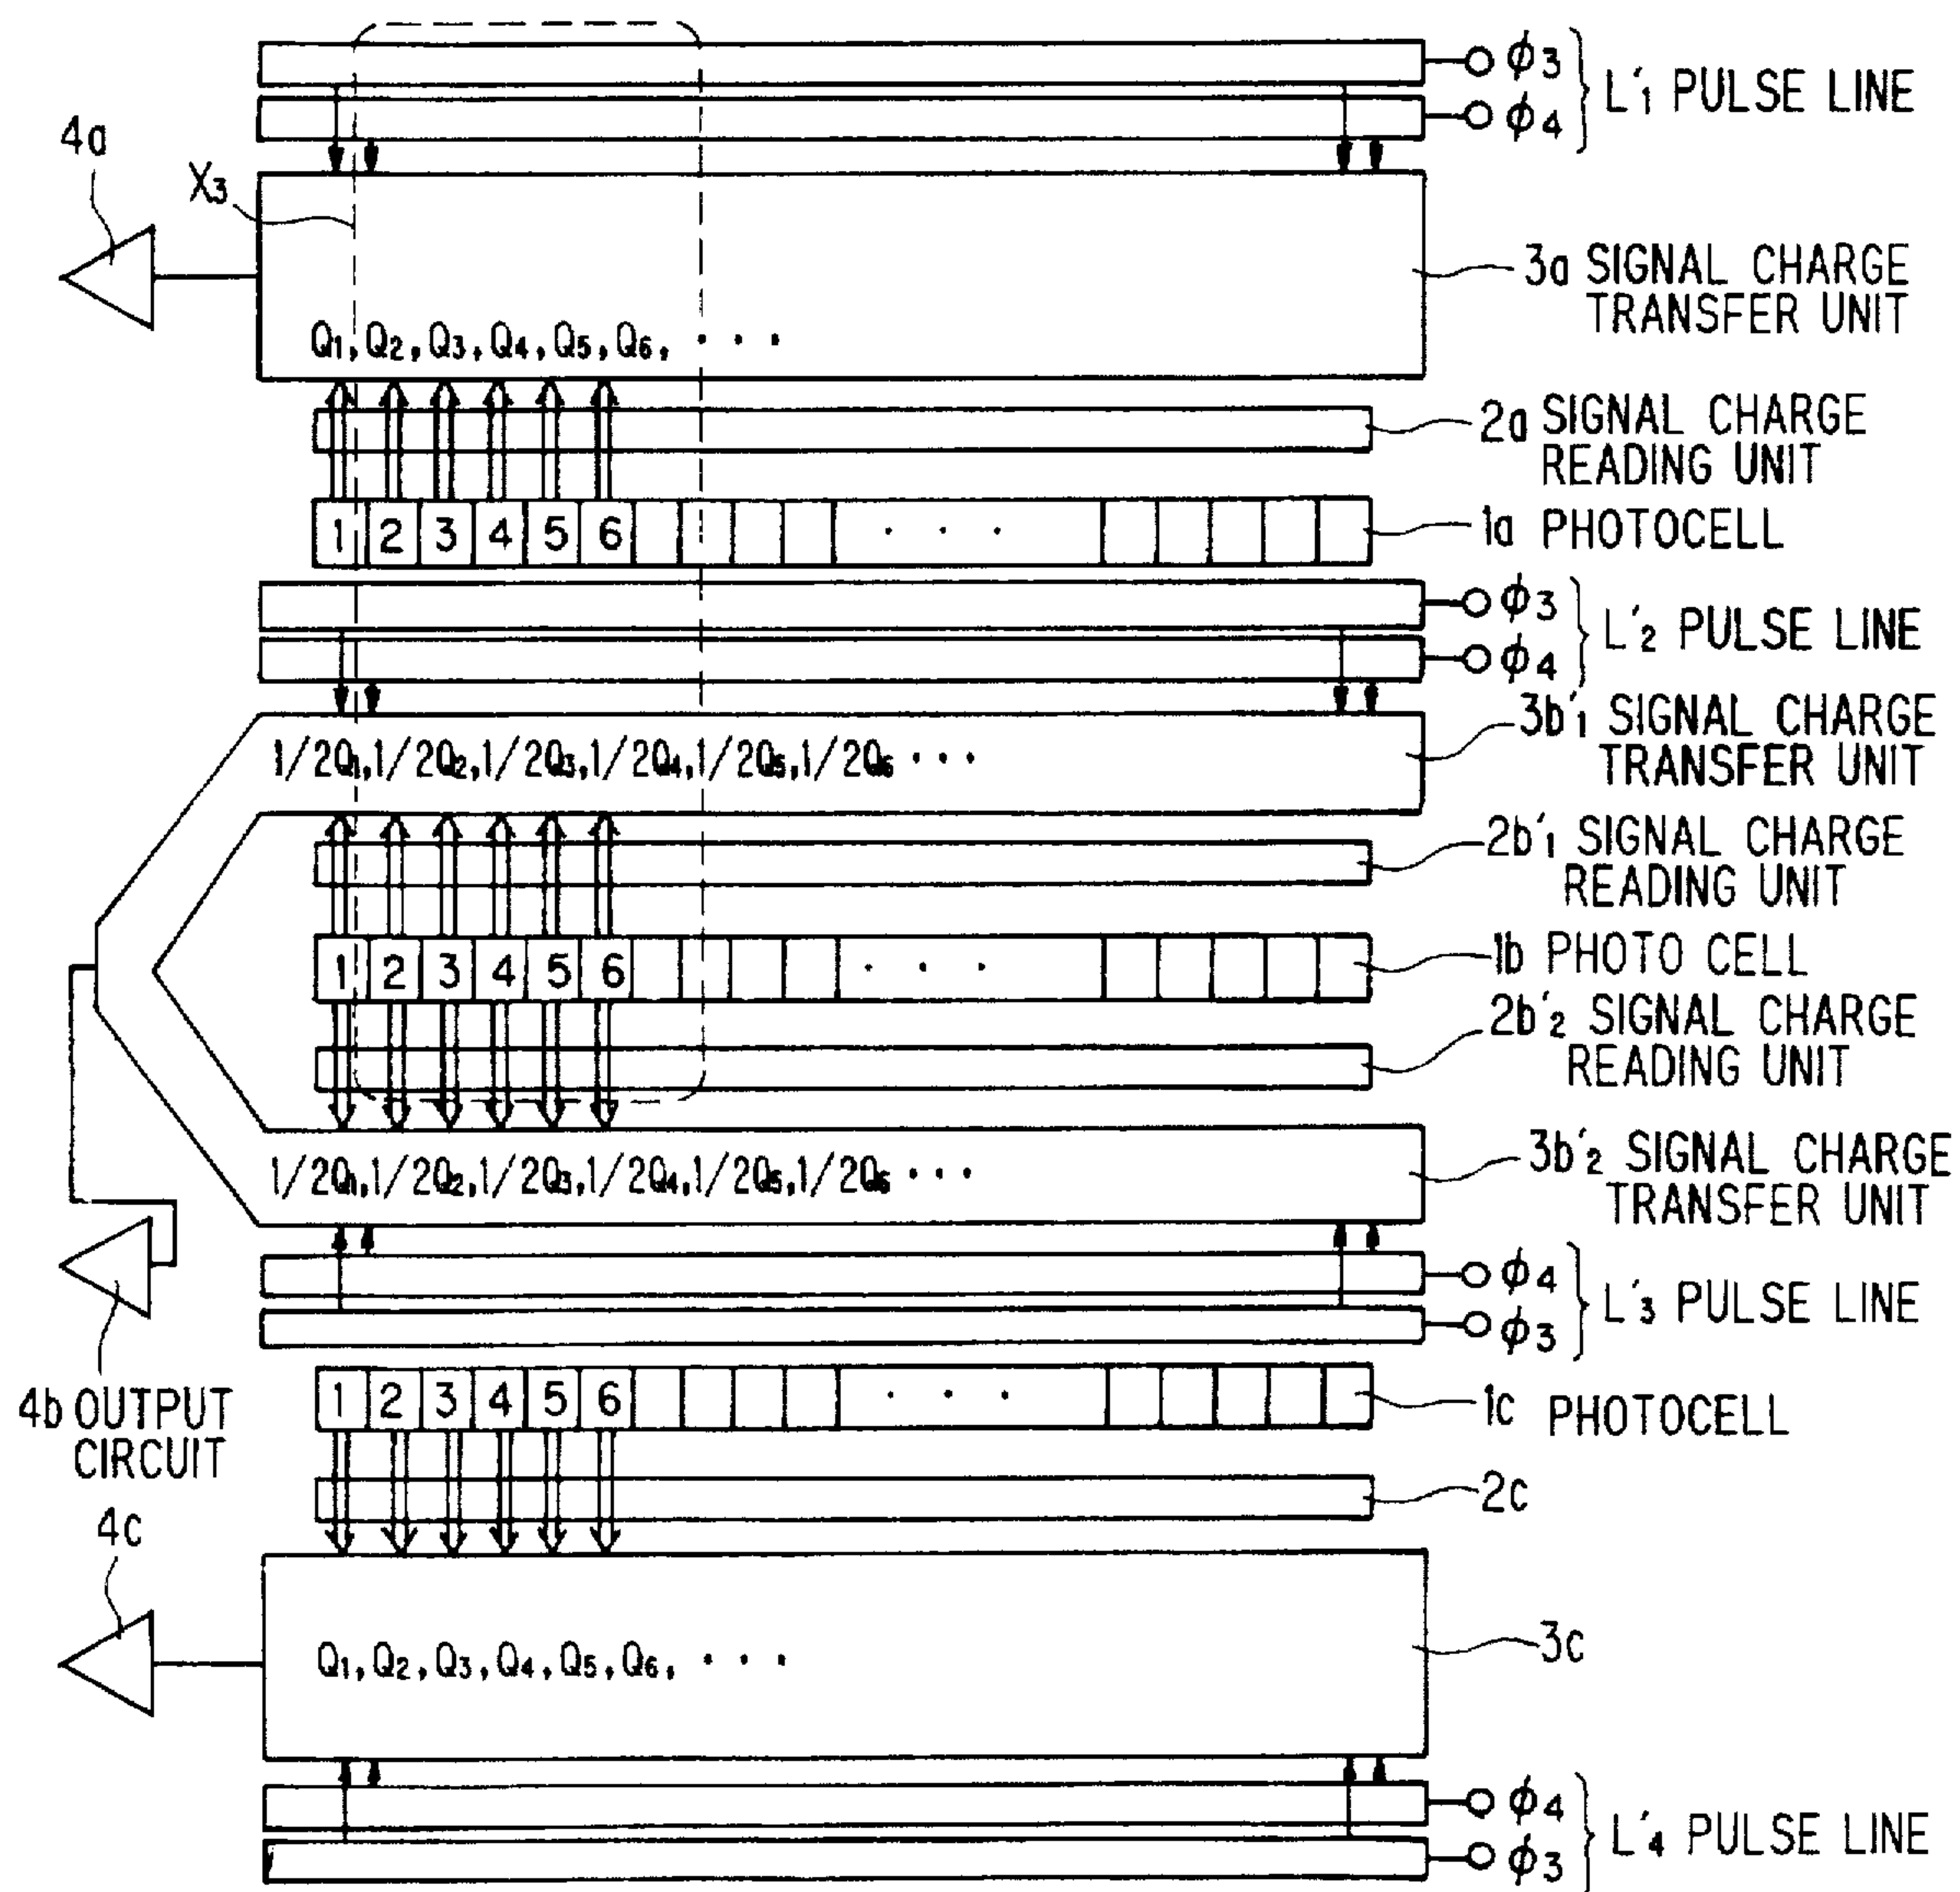 ϕ3
ϕ4
L'1 PULSE LINE
4a
X3
3a SIGNAL CHARGE
TRANSFER UNIT
Q1, Q2, Q3, Q4, Q5, Q6, · · ·
2a SIGNAL CHARGE
READING UNIT
1 2 3 4 5 6 · · ·
1a PHOTOCELL
ϕ3
ϕ4
L'2 PULSE LINE
3b'1 SIGNAL CHARGE
TRANSFER UNIT
1/2Q1, 1/2Q2, 1/2Q3, 1/2Q4, 1/2Q5, 1/2Q6 · · ·
2b'1 SIGNAL CHARGE
READING UNIT
1 2 3 4 5 6 · · ·
1b PHOTO CELL
2b'2 SIGNAL CHARGE
READING UNIT
3b'2 SIGNAL CHARGE
TRANSFER UNIT
1/2Q1, 1/2Q2, 1/2Q3, 1/2Q4, 1/2Q5, 1/2Q6 · · ·
ϕ4
ϕ3
L'3 PULSE LINE
4b OUTPUT
CIRCUIT
1 2 3 4 5 6 · · ·
1c PHOTOCELL
2c
4c
3c
Q1, Q2, Q3, Q4, Q5, Q6, · · ·
ϕ4
ϕ3
L'4 PULSE LINE